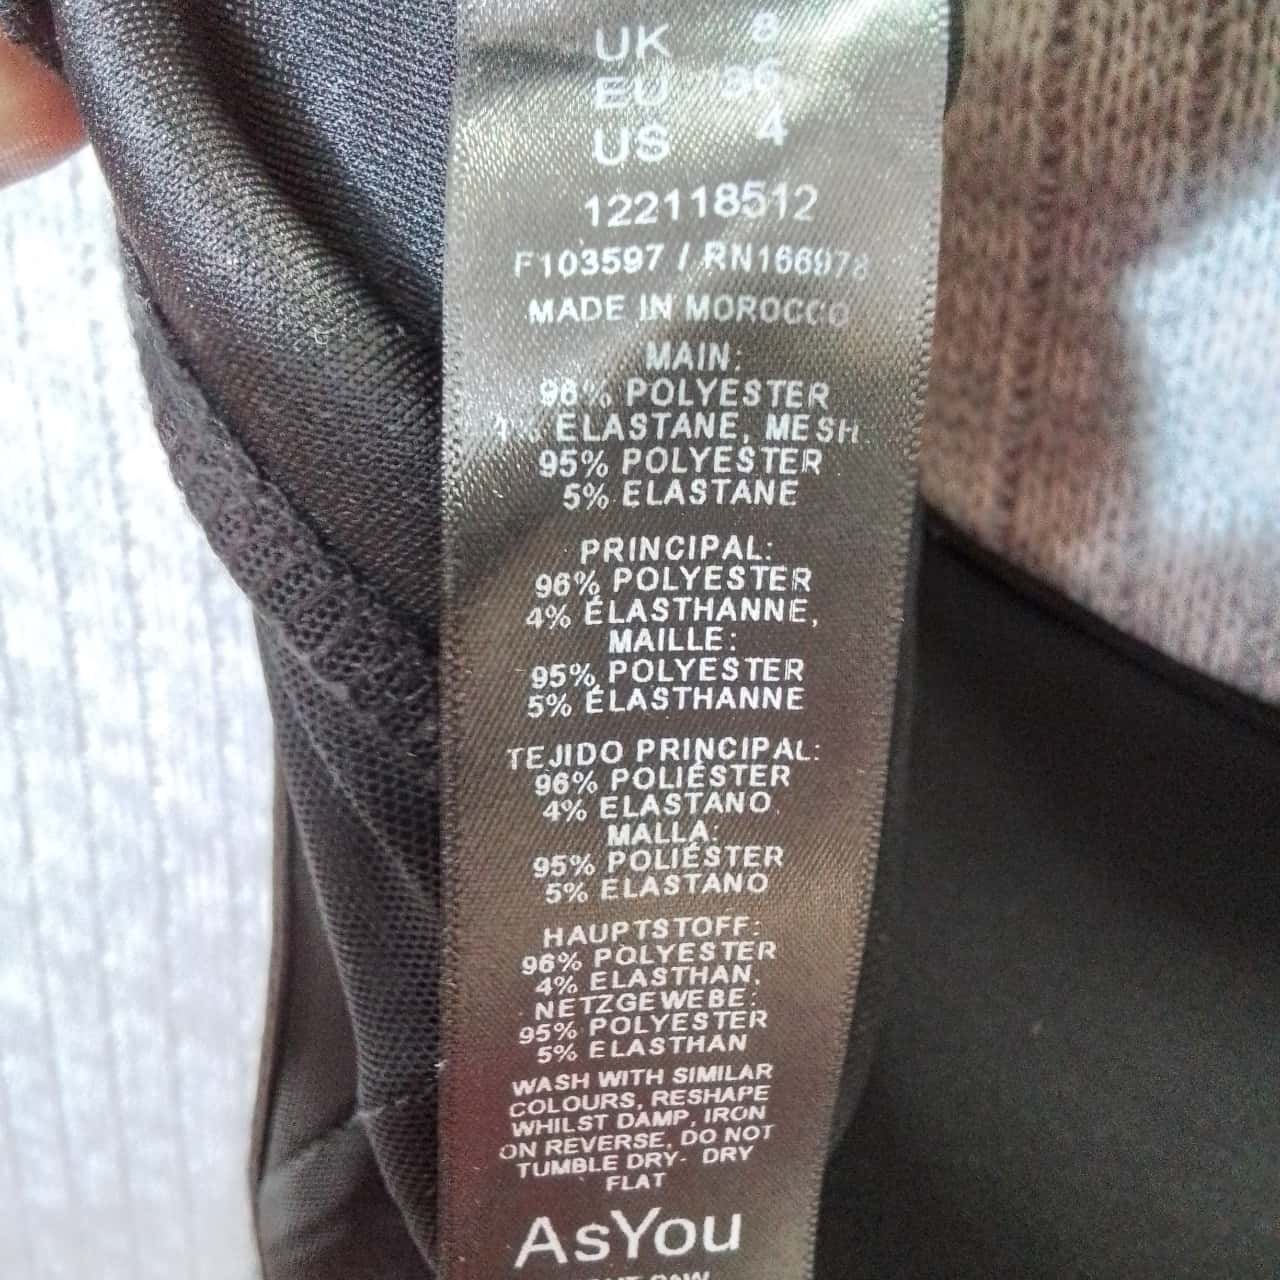 UK 8
EU 36
US 4
122118512
F103597 / RN166978
MADE IN MOROCCO
MAIN:
96% POLYESTER
ELASTANE, MESH
95% POLYESTER
5% ELASTANE
PRINCIPAL:
96% POLYESTER
4% ÉLASTHANNE,
MAILLE:
95% POLYESTER
5% ÉLASTHANNE
TEJIDO PRINCIPAL:
96% POLIÉSTER
4% ELASTANO
MALLA:
95% POLIÉSTER
5% ELASTANO
HAUPTSTOFF:
96% POLYESTER
4% ELASTHAN,
NETZGEWEBE:
95% POLYESTER
5% ELASTHAN
WASH WITH SIMILAR
COLOURS, RESHAPE
WHILST DAMP, IRON
ON REVERSE, DO NOT
TUMBLE DRY- DRY
FLAT
AsYou